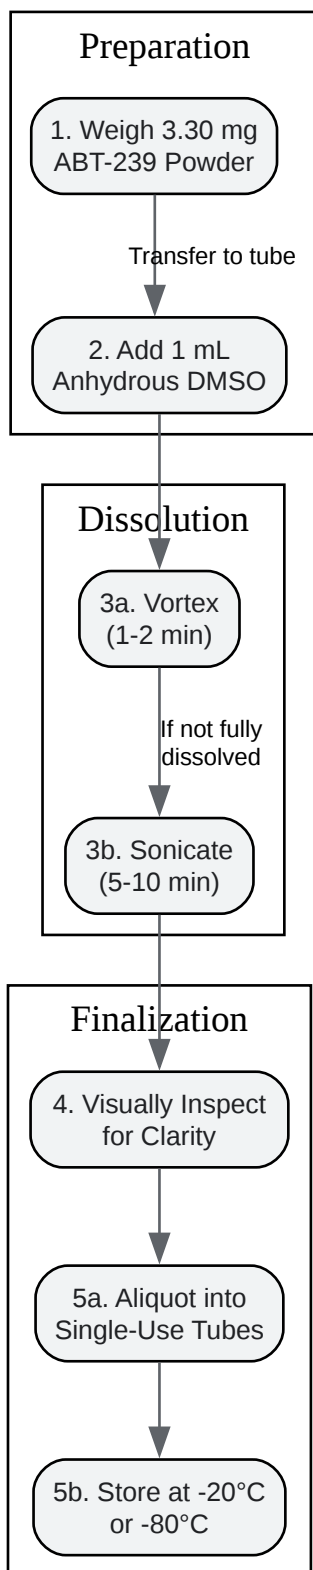 Preparation
1. Weigh 3.30 mg
ABT-239 Powder
Transfer to tube
2. Add 1 mL
Anhydrous DMSO
Dissolution
3a. Vortex
(1-2 min)
If not fully
dissolved
3b. Sonicate
(5-10 min)
Finalization
4. Visually Inspect
for Clarity
5a. Aliquot into
Single-Use Tubes
5b. Store at -20°C
or -80°C